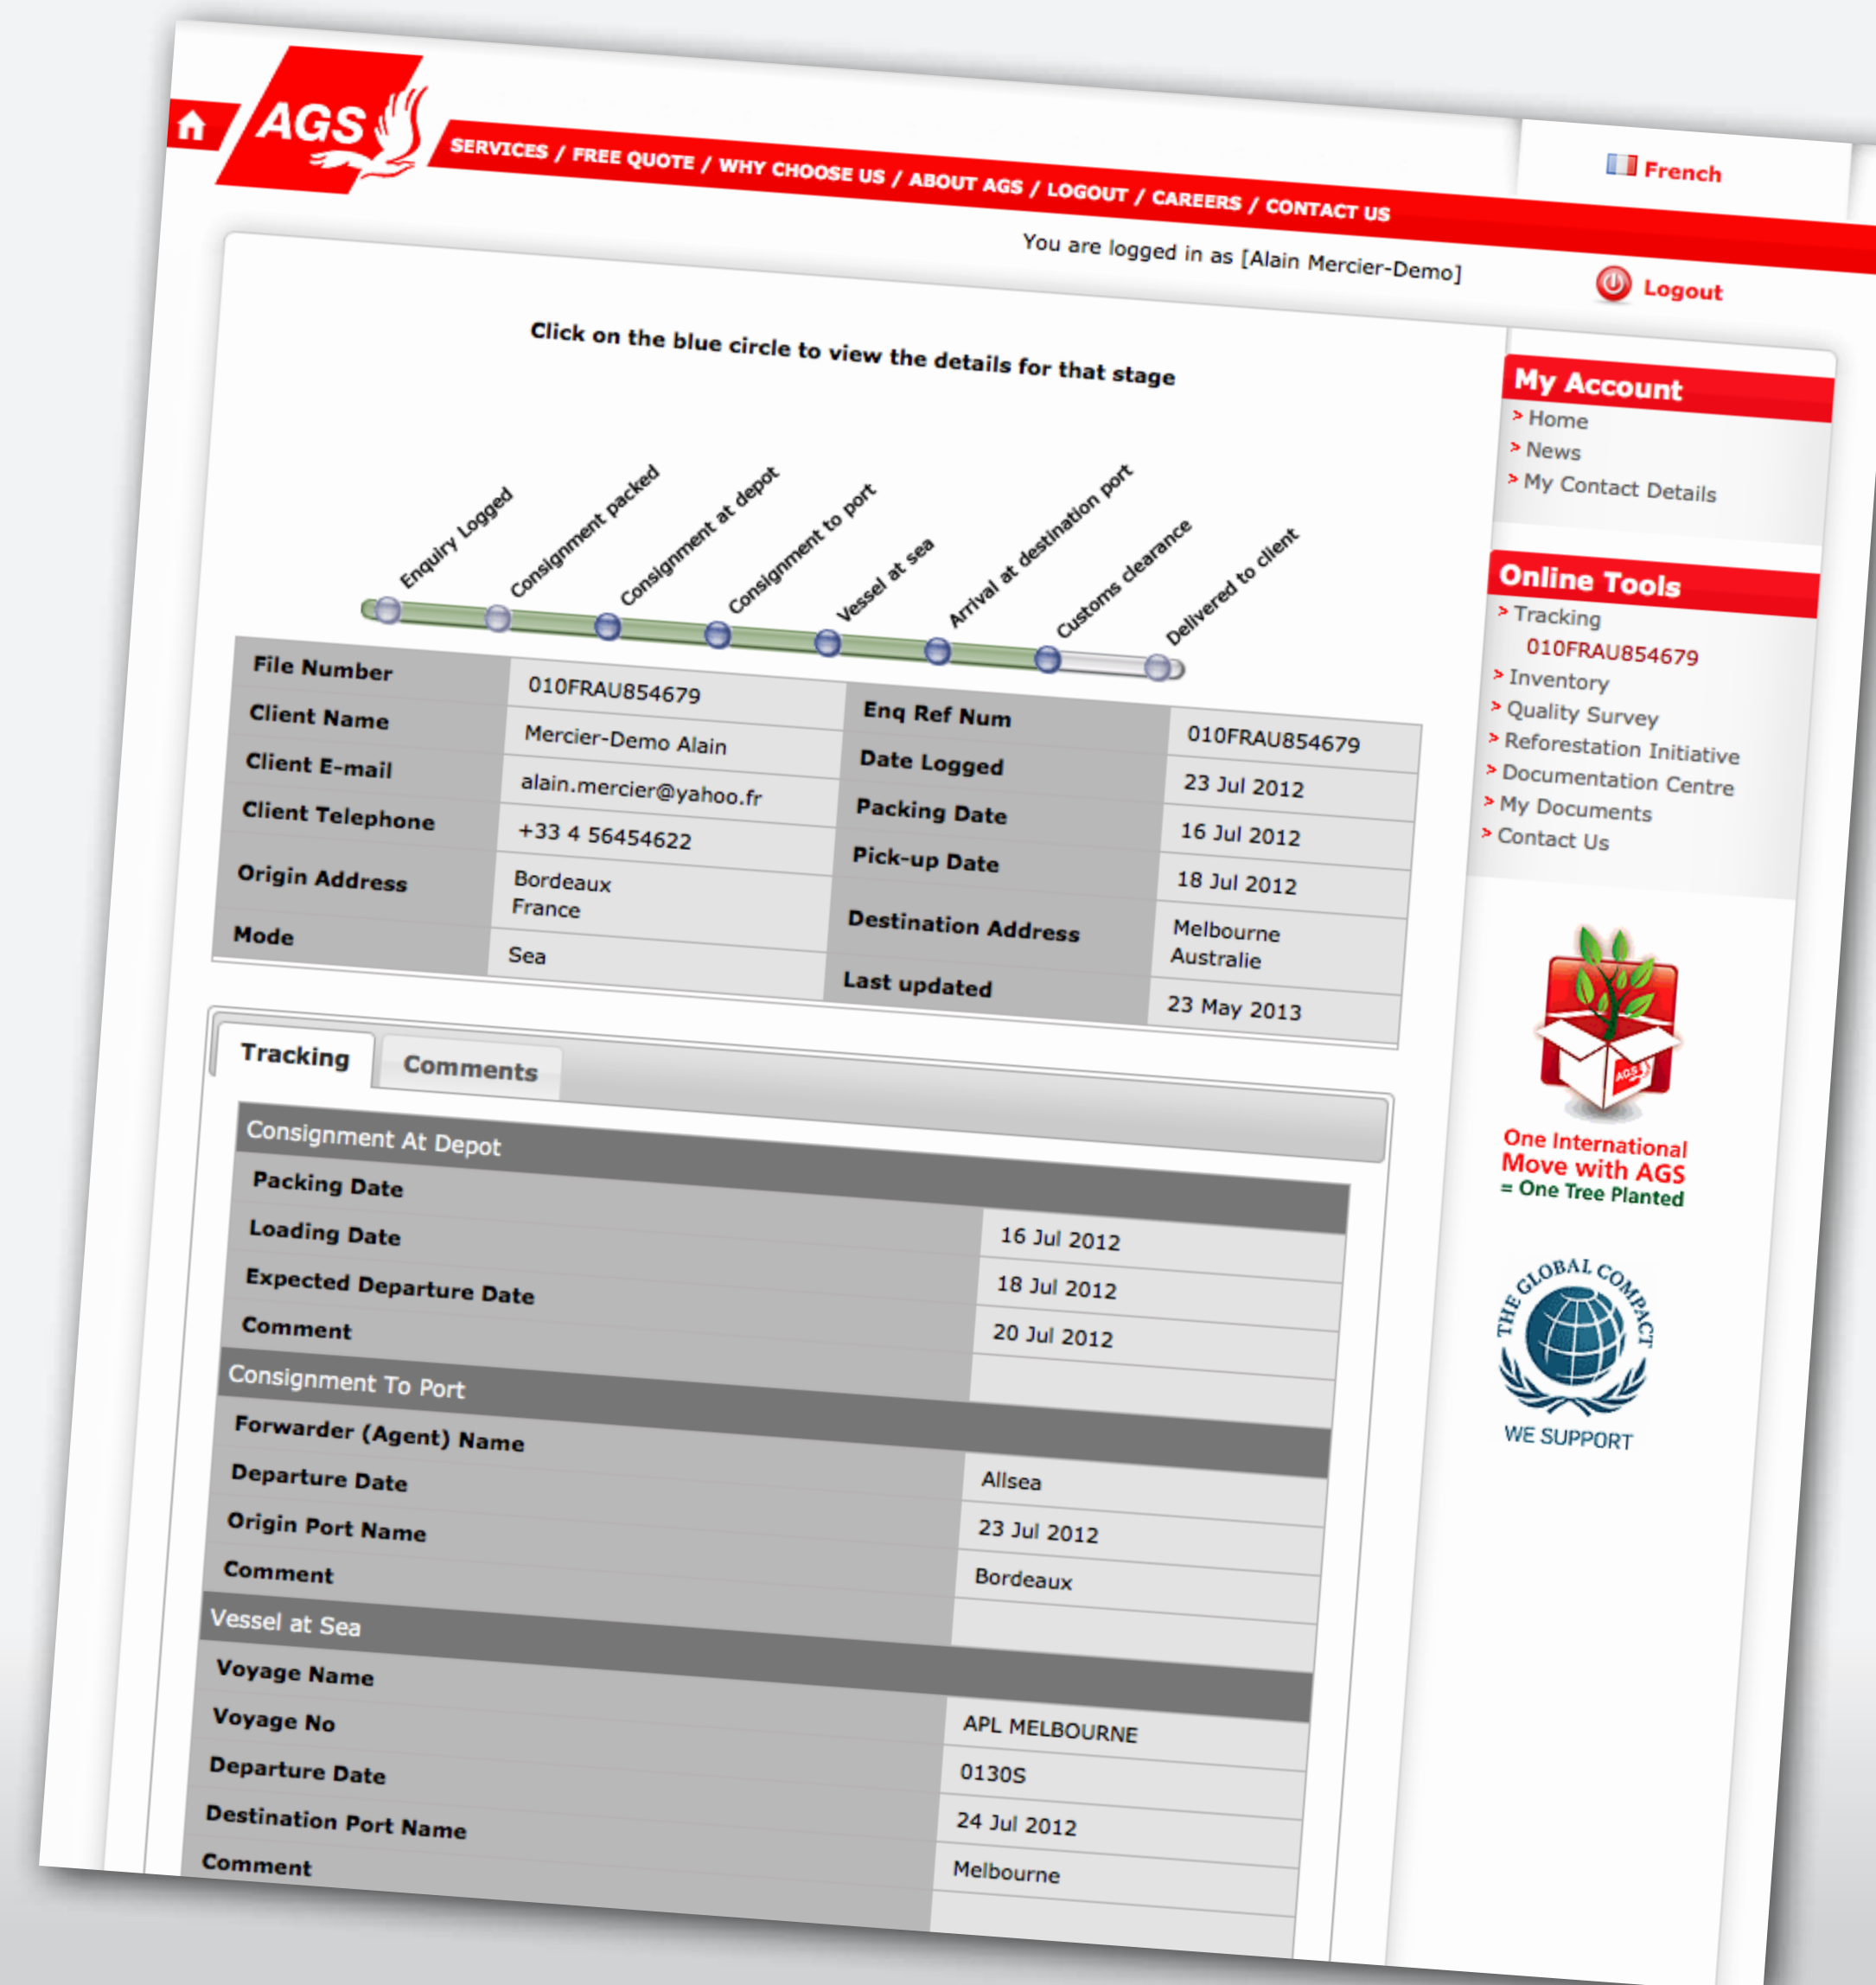 AGS
SERVICES / FREE QUOTE / WHY CHOOSE US / ABOUT AGS / LOGOUT / CAREERS / CONTACT US
French
You are logged in as [Alain Mercier-Demo]
Logout
Click on the blue circle to view the details for that stage
Enquiry Logged
Consignment packed
Consignment at depot
Consignment to port
Vessel at sea
Arrival at destination port
Customs clearance
Delivered to client
File Number 010FRAU854679 Enq Ref Num 010FRAU854679
Client Name Mercier-Demo Alain Date Logged 23 Jul 2012
Client E-mail alain.mercier@yahoo.fr Packing Date 16 Jul 2012
Client Telephone +33 4 56454622 Pick-up Date 18 Jul 2012
Origin Address Bordeaux Destination Address Melbourne
France Australie
Mode Sea Last updated 23 May 2013
Tracking Comments
Consignment At Depot
Packing Date 16 Jul 2012
Loading Date 18 Jul 2012
Expected Departure Date 20 Jul 2012
Comment
Consignment To Port
Forwarder (Agent) Name Allsea
Departure Date 23 Jul 2012
Origin Port Name Bordeaux
Comment
Vessel at Sea
Voyage Name APL MELBOURNE
Voyage No 0130S
Departure Date 24 Jul 2012
Destination Port Name Melbourne
Comment
My Account
> Home
> News
> My Contact Details
Online Tools
> Tracking
010FRAU854679
> Inventory
> Quality Survey
> Reforestation Initiative
> Documentation Centre
> My Documents
> Contact Us
AGS
One International
Move with AGS
= One Tree Planted
THE GLOBAL COMPACT
WE SUPPORT